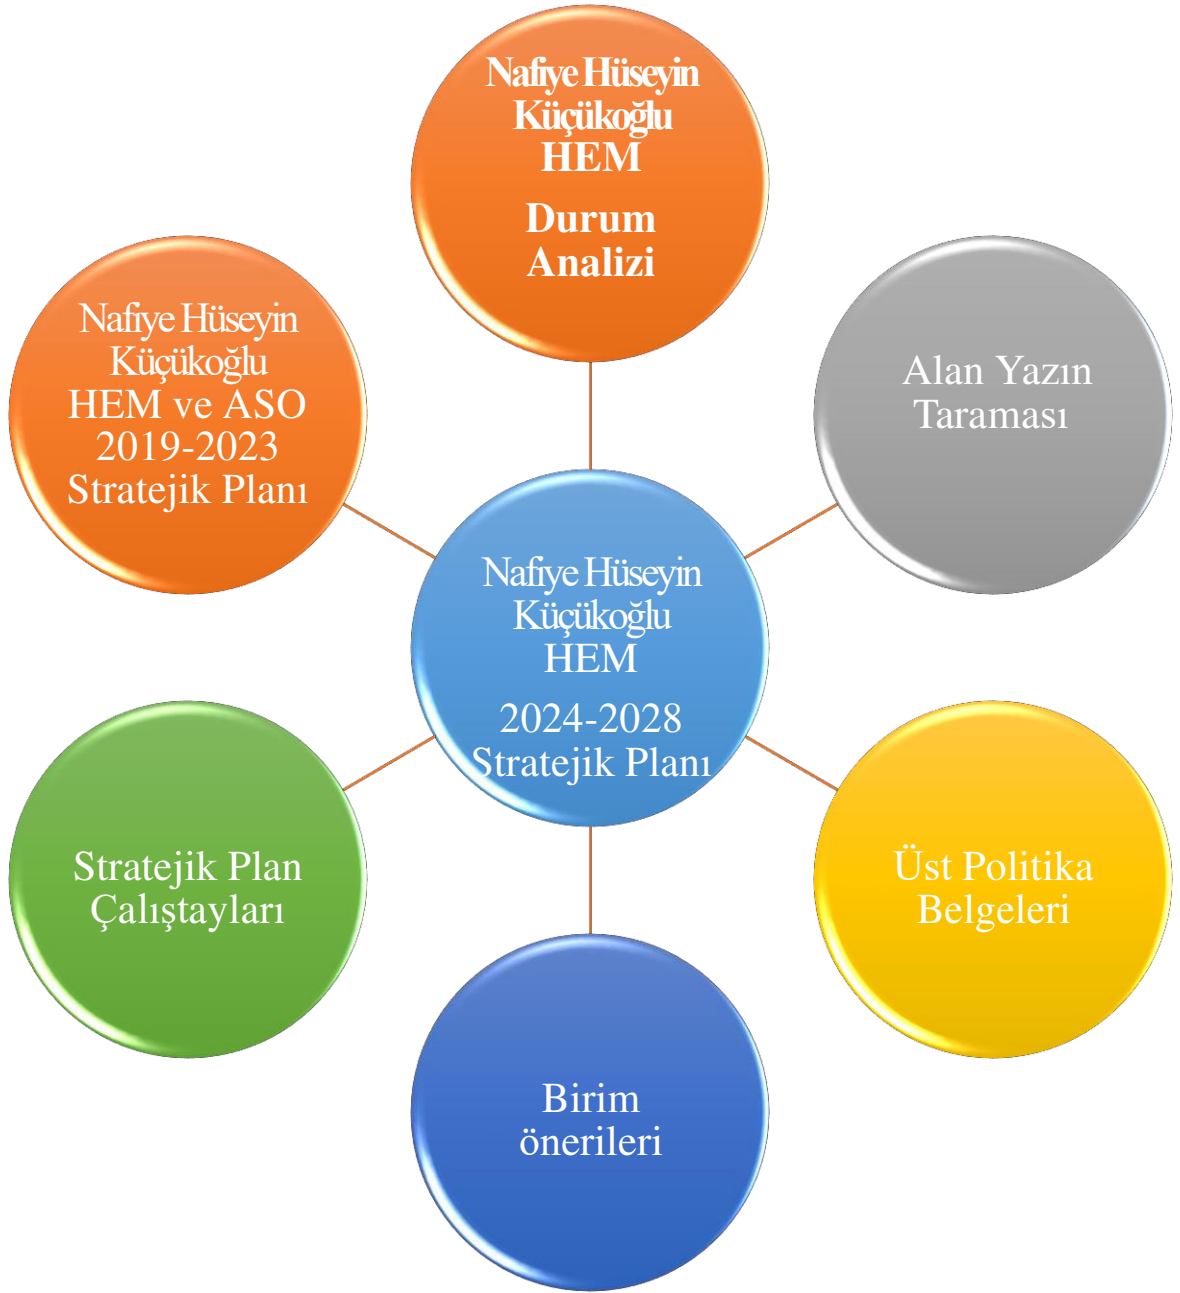 Nafiye Hüseyin
Küçükoğlu
HEM
Durum
Analizi
Nafiye Hüseyin
Küçükoğlu
HEM ve ASO
2019-2023
Stratejik Planı
Alan Yazın
Taraması
Nafiye Hüseyin
Küçükoğlu
HEM
2024-2028
Stratejik Planı
Stratejik Plan
Çalıştayları
Üst Politika
Belgeleri
Birim
önerileri